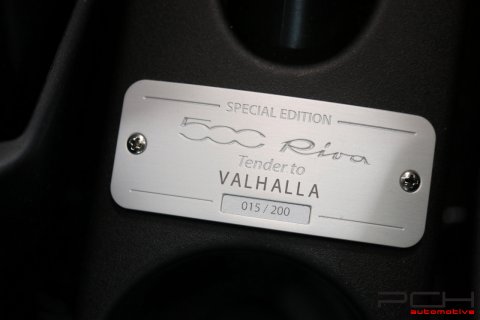 SPECIAL EDITION
500 Riva
Tender to
VALHALLA
015 / 200
PCH
automotive